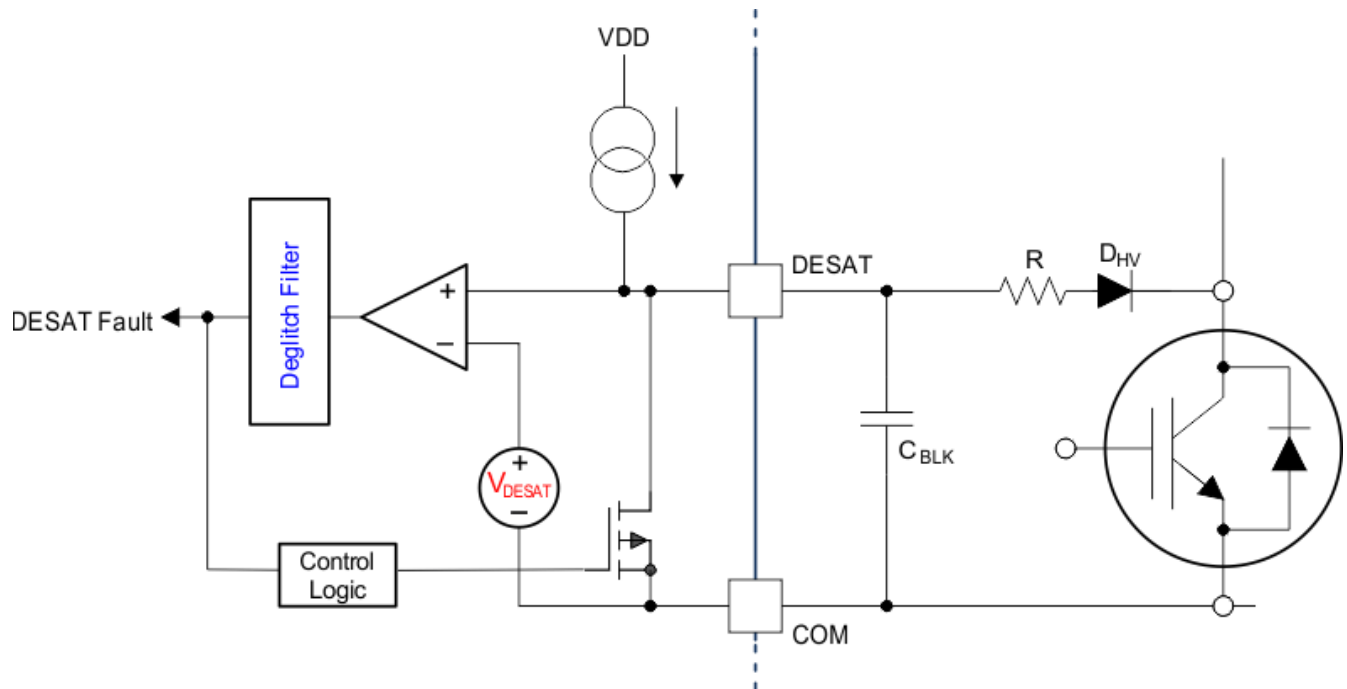 VDD
DESAT
R
DHV
+
−
DESAT Fault
Deglitch Filter
CBLK
+
VDESAT
−
Control
Logic
COM